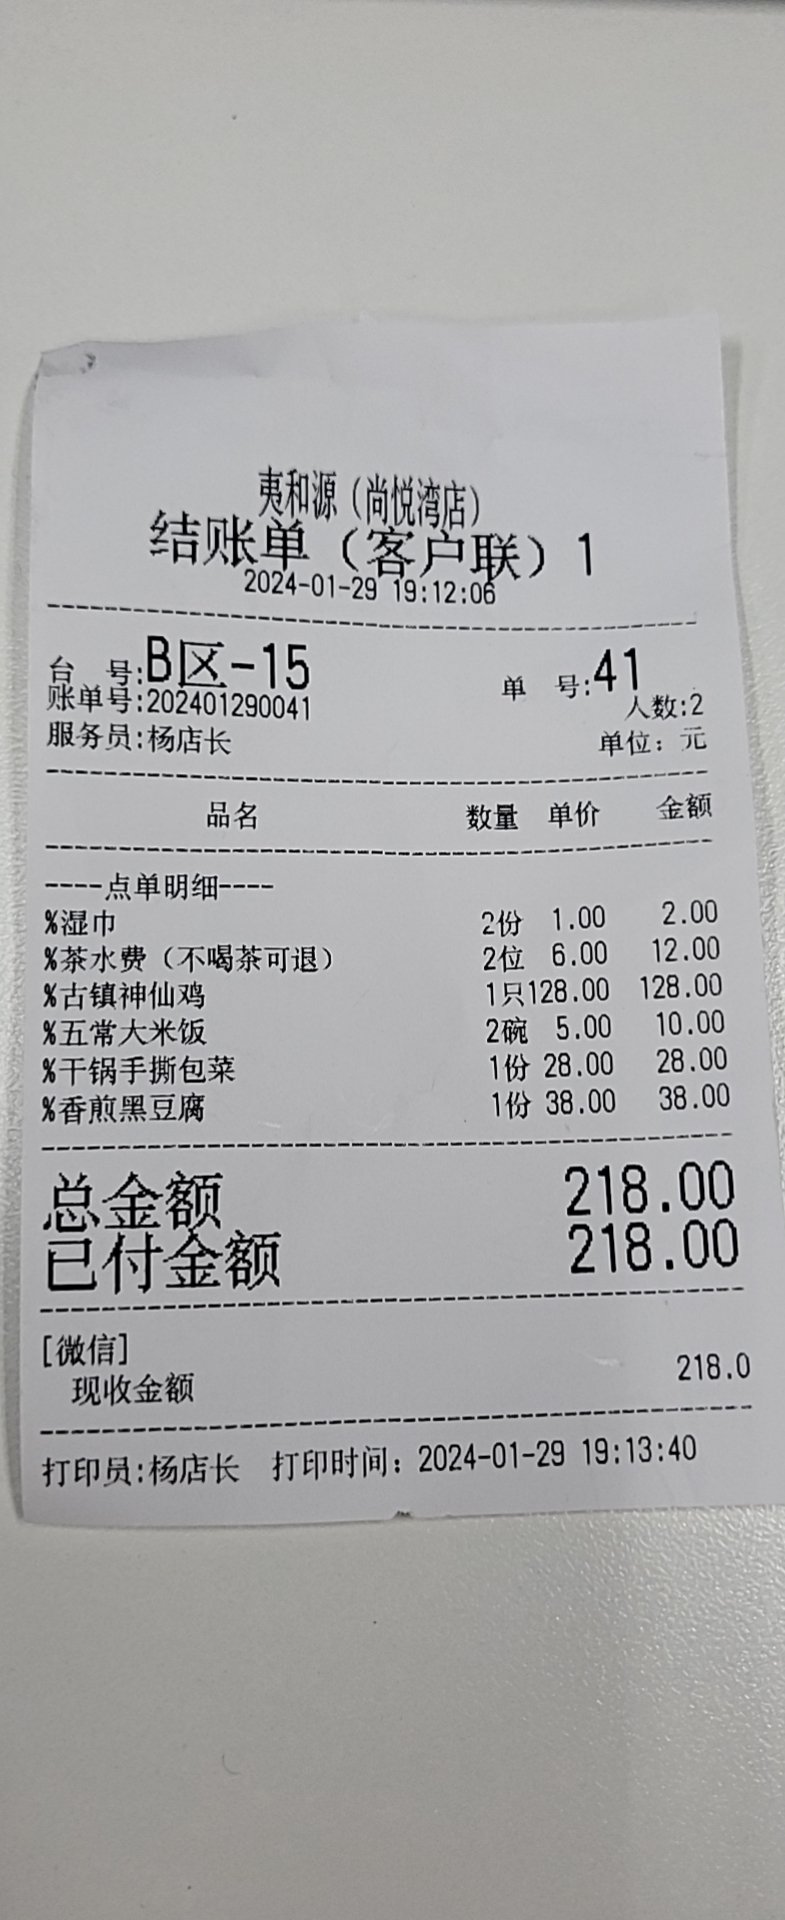 夷和源（尚悦湾店）
结账单（客户联）1
2024-01-29 19:12:06
台 号:B区-15 单 号:41
账单号:202401290041 人数:2
服务员:杨店长 单位：元
品名 数量 单价 金额
----点单明细----
%湿巾 2份 1.00 2.00
%茶水费（不喝茶可退） 2位 6.00 12.00
%古镇神仙鸡 1只128.00 128.00
%五常大米饭 2碗 5.00 10.00
%干锅手撕包菜 1份 28.00 28.00
%香煎黑豆腐 1份 38.00 38.00
总金额 218.00
已付金额 218.00
[微信]
现收金额 218.0
打印员:杨店长 打印时间：2024-01-29 19:13:40